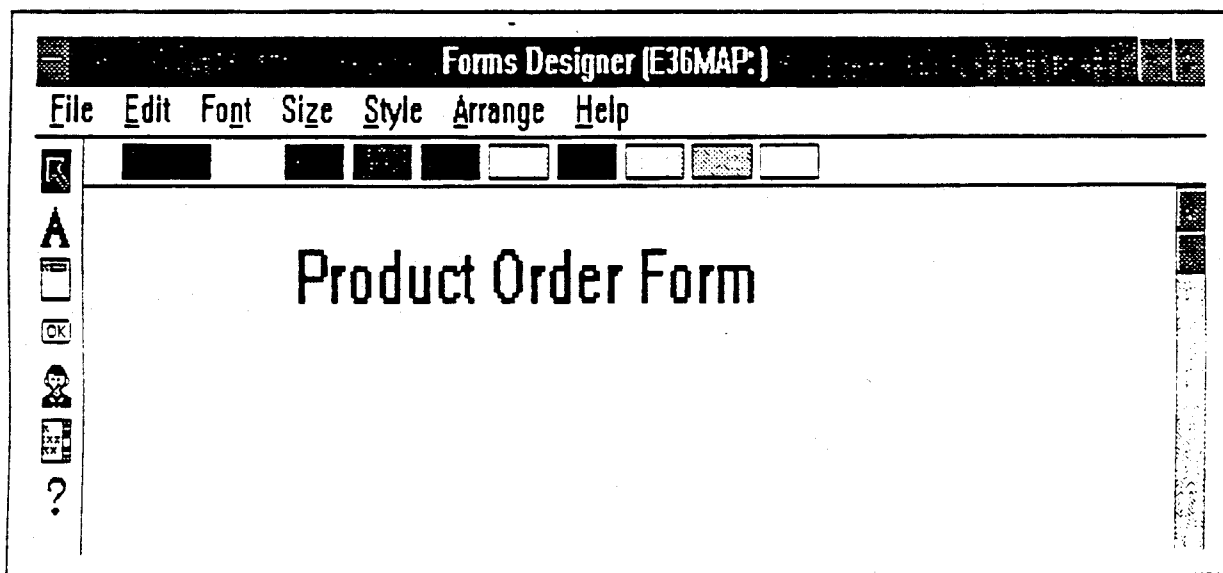 Forms Designer (E36MAP:)
File Edit Font Size Style Arrange Help
A
Product Order Form
OK
?